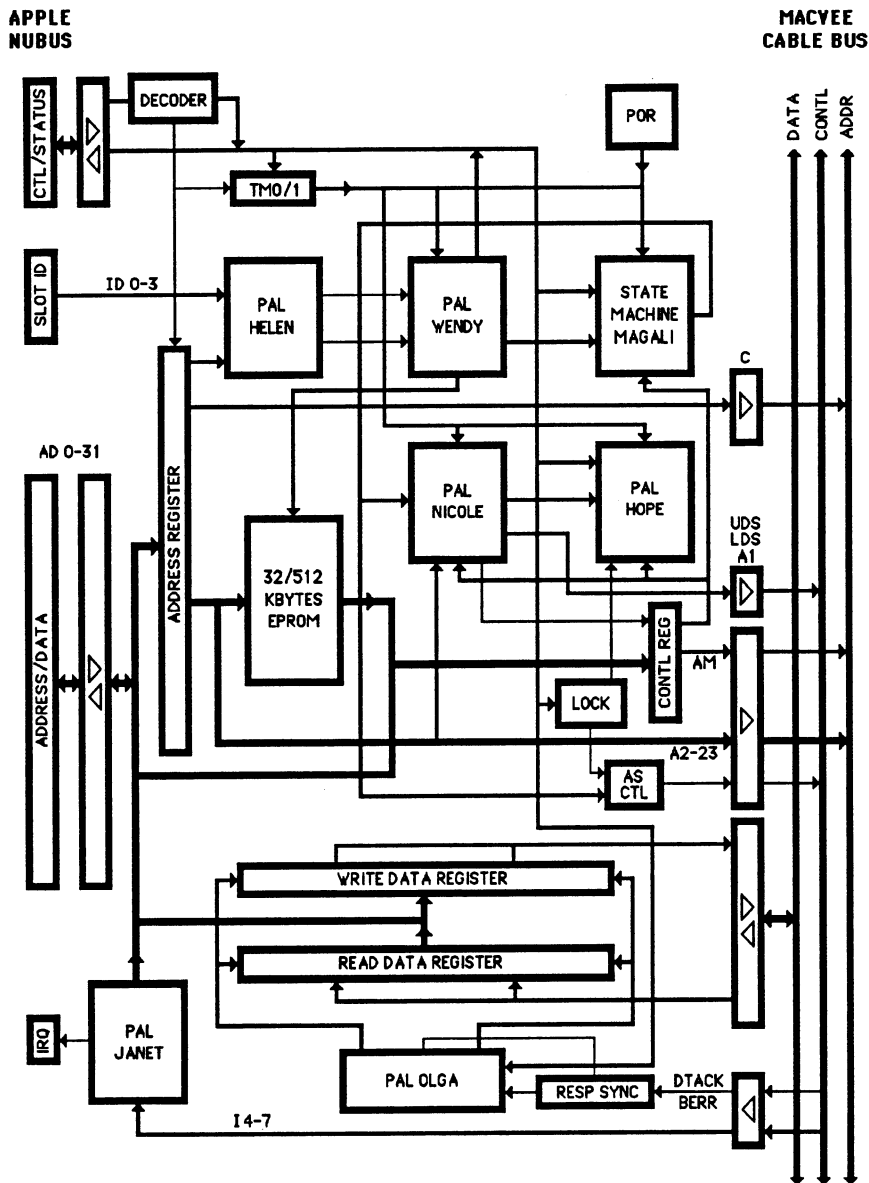 APPLE
NUBUS
MACVEE
CABLE BUS
CTL/STATUS
DECODER
POR
DATA
CONTL
ADDR
TM0/1
SLOT ID
ID 0-3
PAL
HELEN
PAL
WENDY
STATE
MACHINE
MAGALI
C
AD 0-31
ADDRESS REGISTER
PAL
NICOLE
PAL
HOPE
32/512
KBYTES
EPROM
UDS
LDS
A1
ADDRESS/DATA
CONTL REG
AM
LOCK
A2-23
AS
CTL
WRITE DATA REGISTER
READ DATA REGISTER
IRQ
PAL
JANET
PAL OLGA
RESP SYNC
DTACK
BERR
I 4-7